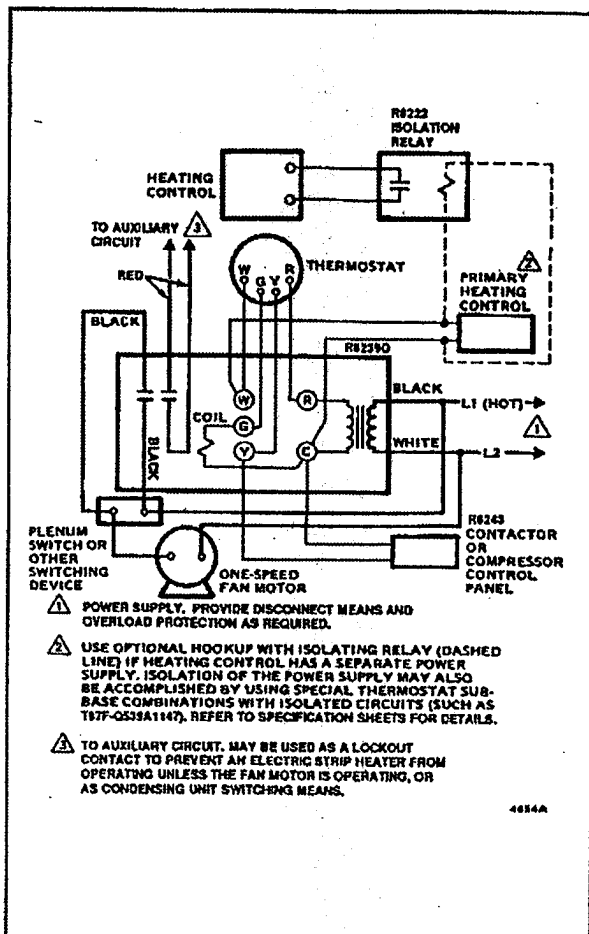 R8222
ISOLATION
RELAY
HEATING
CONTROL
TO AUXILIARY
CIRCUIT
3
W
G
Y
R
THERMOSTAT
RED
2
PRIMARY
HEATING
CONTROL
BLACK
R8239D
BLACK
L1 (HOT)
1
WHITE
L2
COIL
W
G
Y
R
C
BLACK
PLENUM
SWITCH OR
OTHER
SWITCHING
DEVICE
ONE-SPEED
FAN MOTOR
R8243
CONTACTOR
OR
COMPRESSOR
CONTROL
PANEL
1 POWER SUPPLY. PROVIDE DISCONNECT MEANS AND
OVERLOAD PROTECTION AS REQUIRED.
2 USE OPTIONAL HOOKUP WITH ISOLATING RELAY (DASHED
LINE) IF HEATING CONTROL HAS A SEPARATE POWER
SUPPLY. ISOLATION OF THE POWER SUPPLY MAY ALSO
BE ACCOMPLISHED BY USING SPECIAL THERMOSTAT SUB-
BASE COMBINATIONS WITH ISOLATED CIRCUITS (SUCH AS
T87F-Q539A1147). REFER TO SPECIFICATION SHEETS FOR DETAILS.
3 TO AUXILIARY CIRCUIT. MAY BE USED AS A LOCKOUT
CONTACT TO PREVENT AN ELECTRIC STRIP HEATER FROM
OPERATING UNLESS THE FAN MOTOR IS OPERATING, OR
AS CONDENSING UNIT SWITCHING MEANS.
4654A